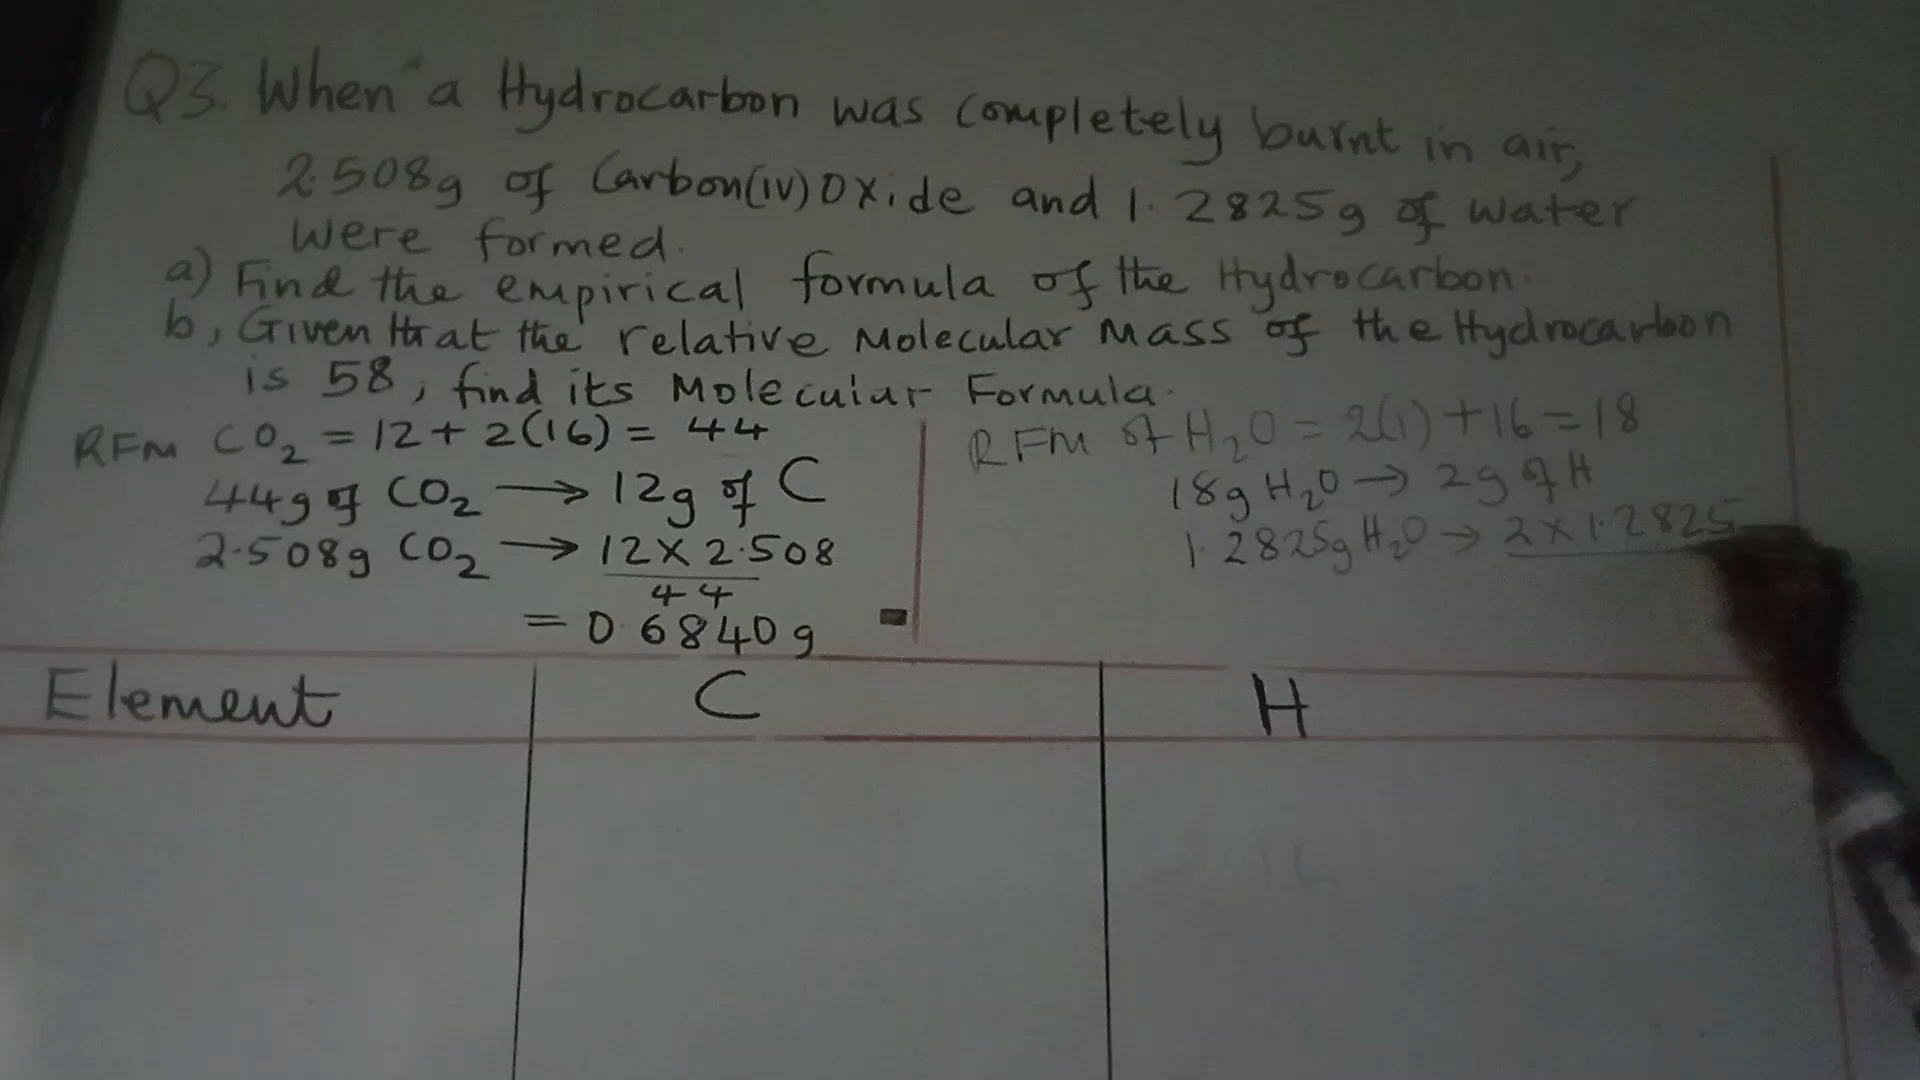 Q3. When a Hydrocarbon was completely burnt in air,
2.508g of Carbon(iv)Oxide and 1.2825g of water
were formed.
a) Find the empirical formula of the Hydrocarbon.
b, Given that the relative Molecular Mass of the Hydrocarbon
is 58, find its Molecular Formula.
RFM CO₂ = 12 + 2(16) = 44
44g of CO₂ → 12g of C
2.508g CO₂ → 12 x 2.508
44
= 0.6840g
RFM of H₂O = 2(1) + 16 = 18
18g H₂O → 2g of H
1.2825g H₂O → 2 x 1.2825
Element C H